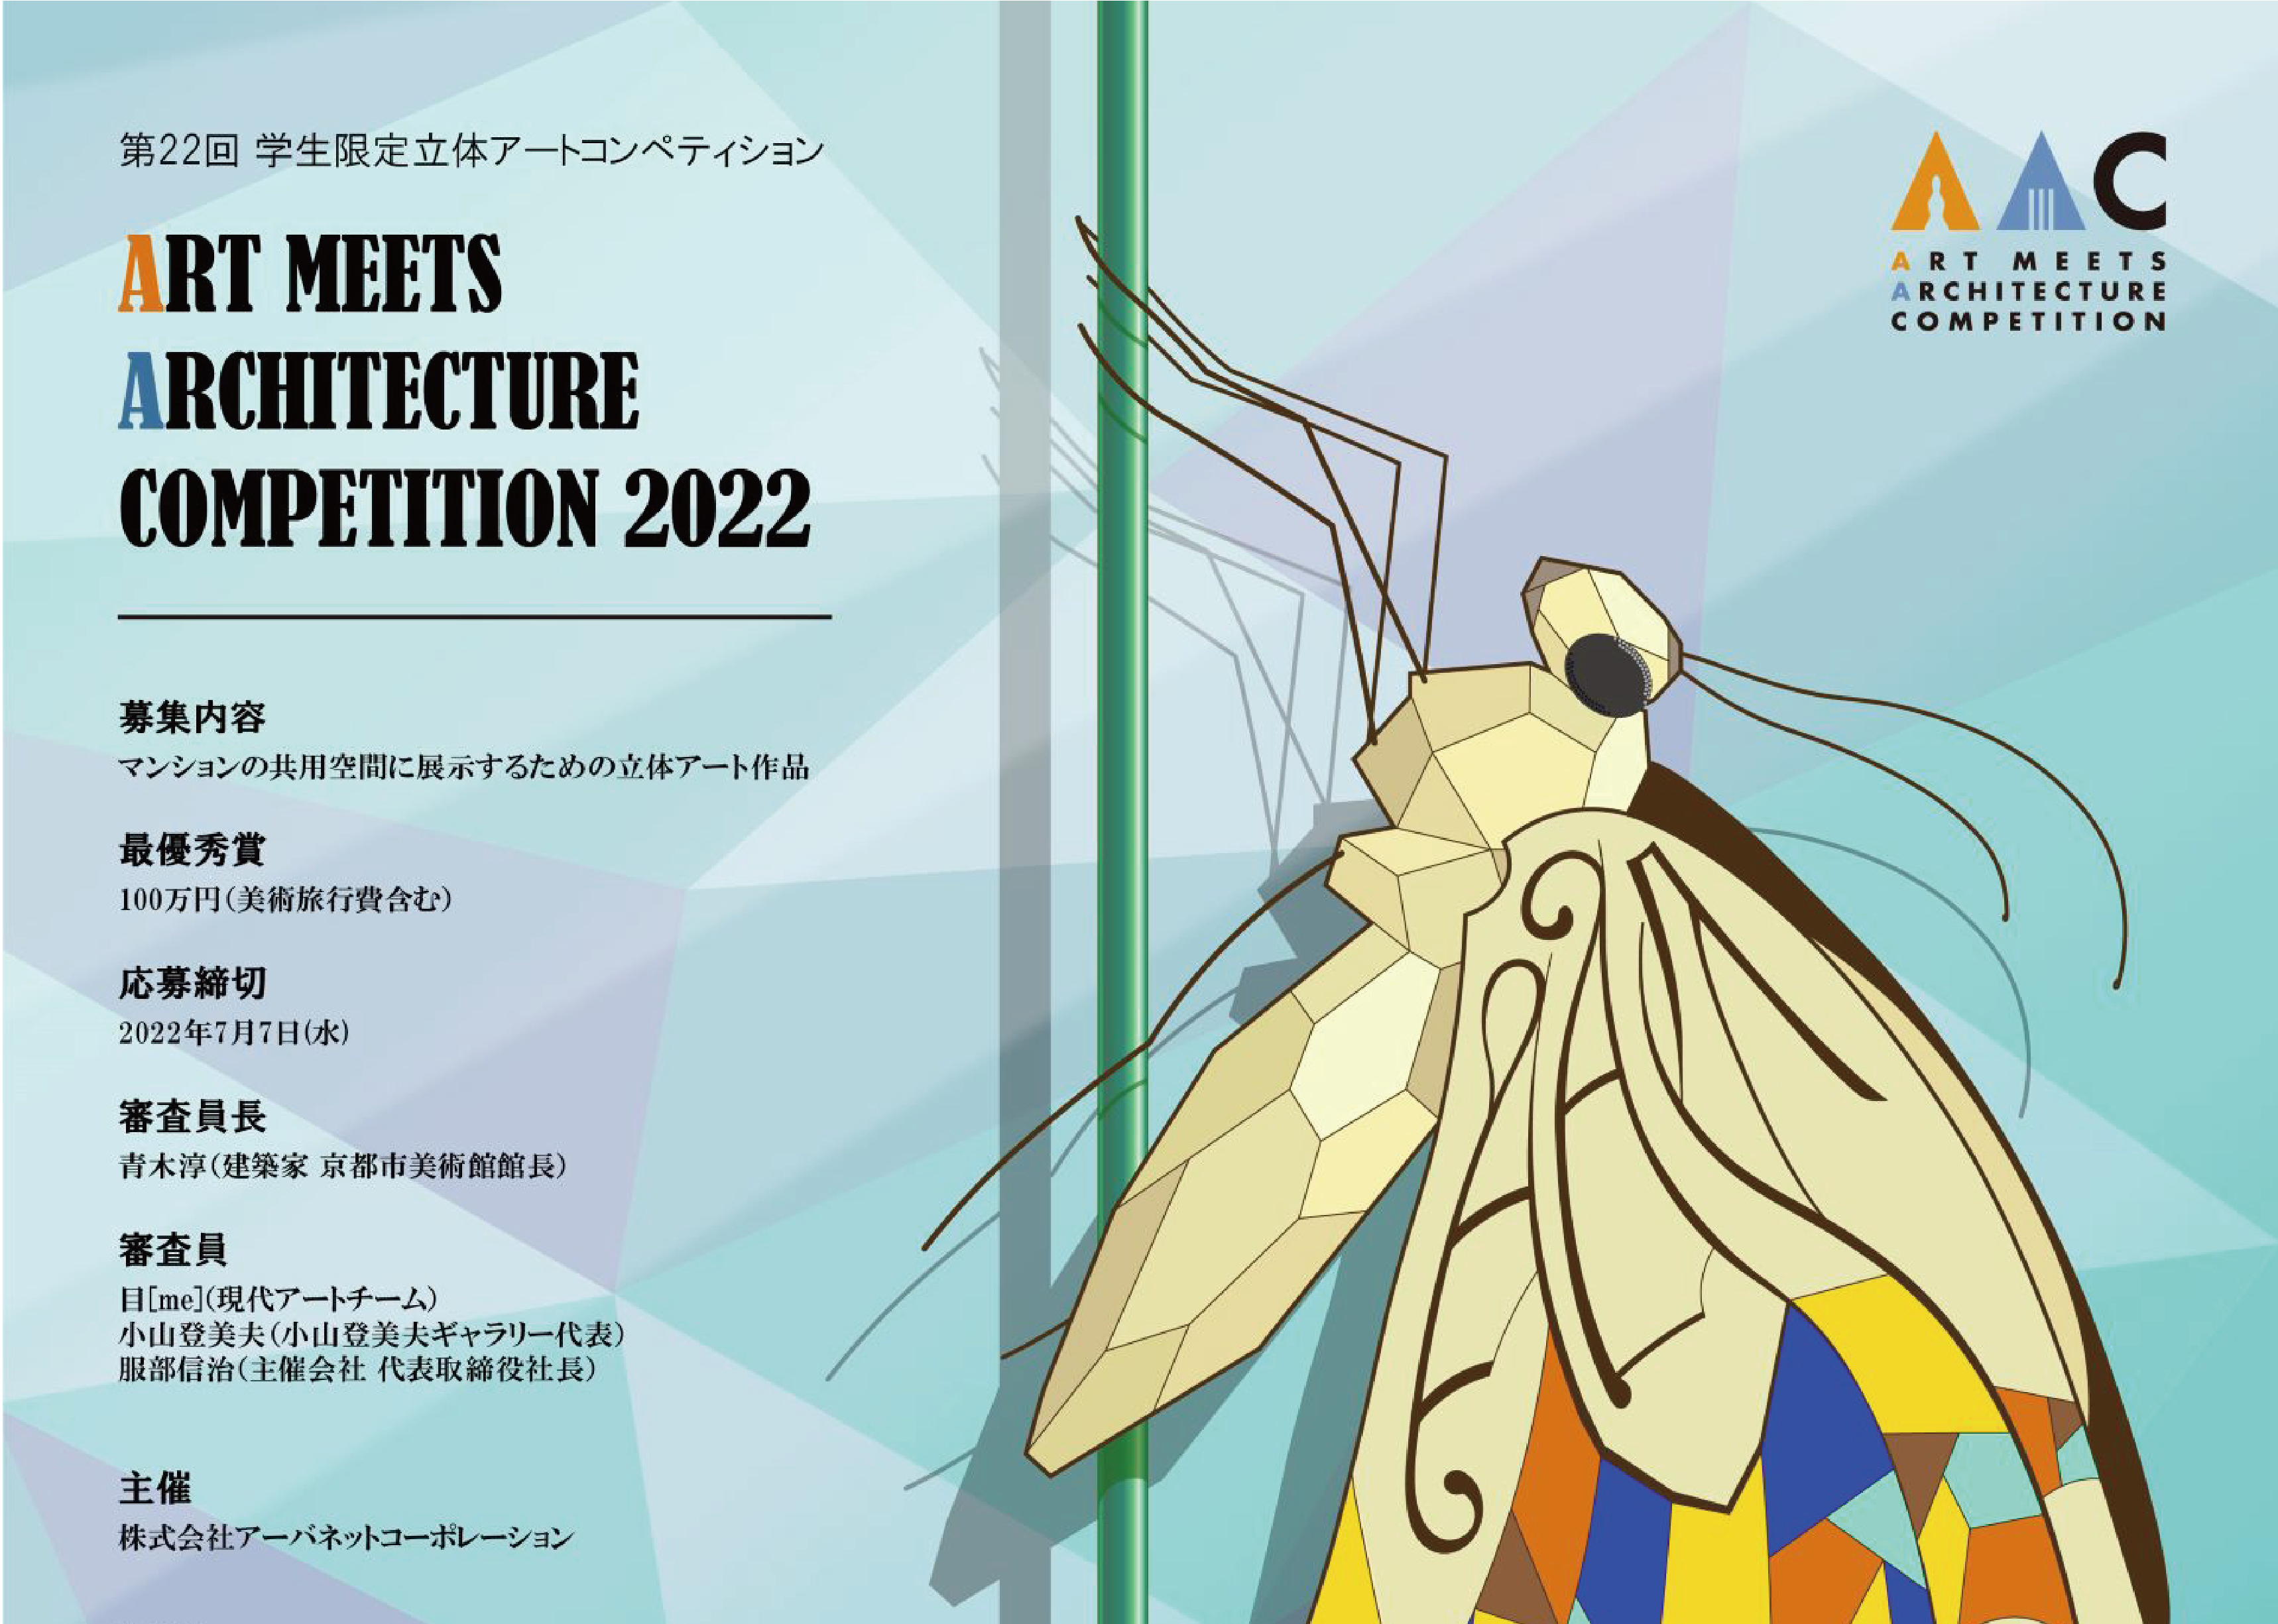 第22回 学生限定立体アートコンペティション
ART MEETS
ARCHITECTURE
COMPETITION 2022
募集内容
マンションの共用空間に展示するための立体アート作品
最優秀賞
100万円(美術旅行費含む)
応募締切
2022年7月7日(水)
審査員長
青木淳(建築家 京都市美術館館長)
審査員
目[me](現代アートチーム)
小山登美夫(小山登美夫ギャラリー代表)
服部信治(主催会社 代表取締役社長)
主催
株式会社アーバネットコーポレーション
AAC
ART MEETS
ARCHITECTURE
COMPETITION